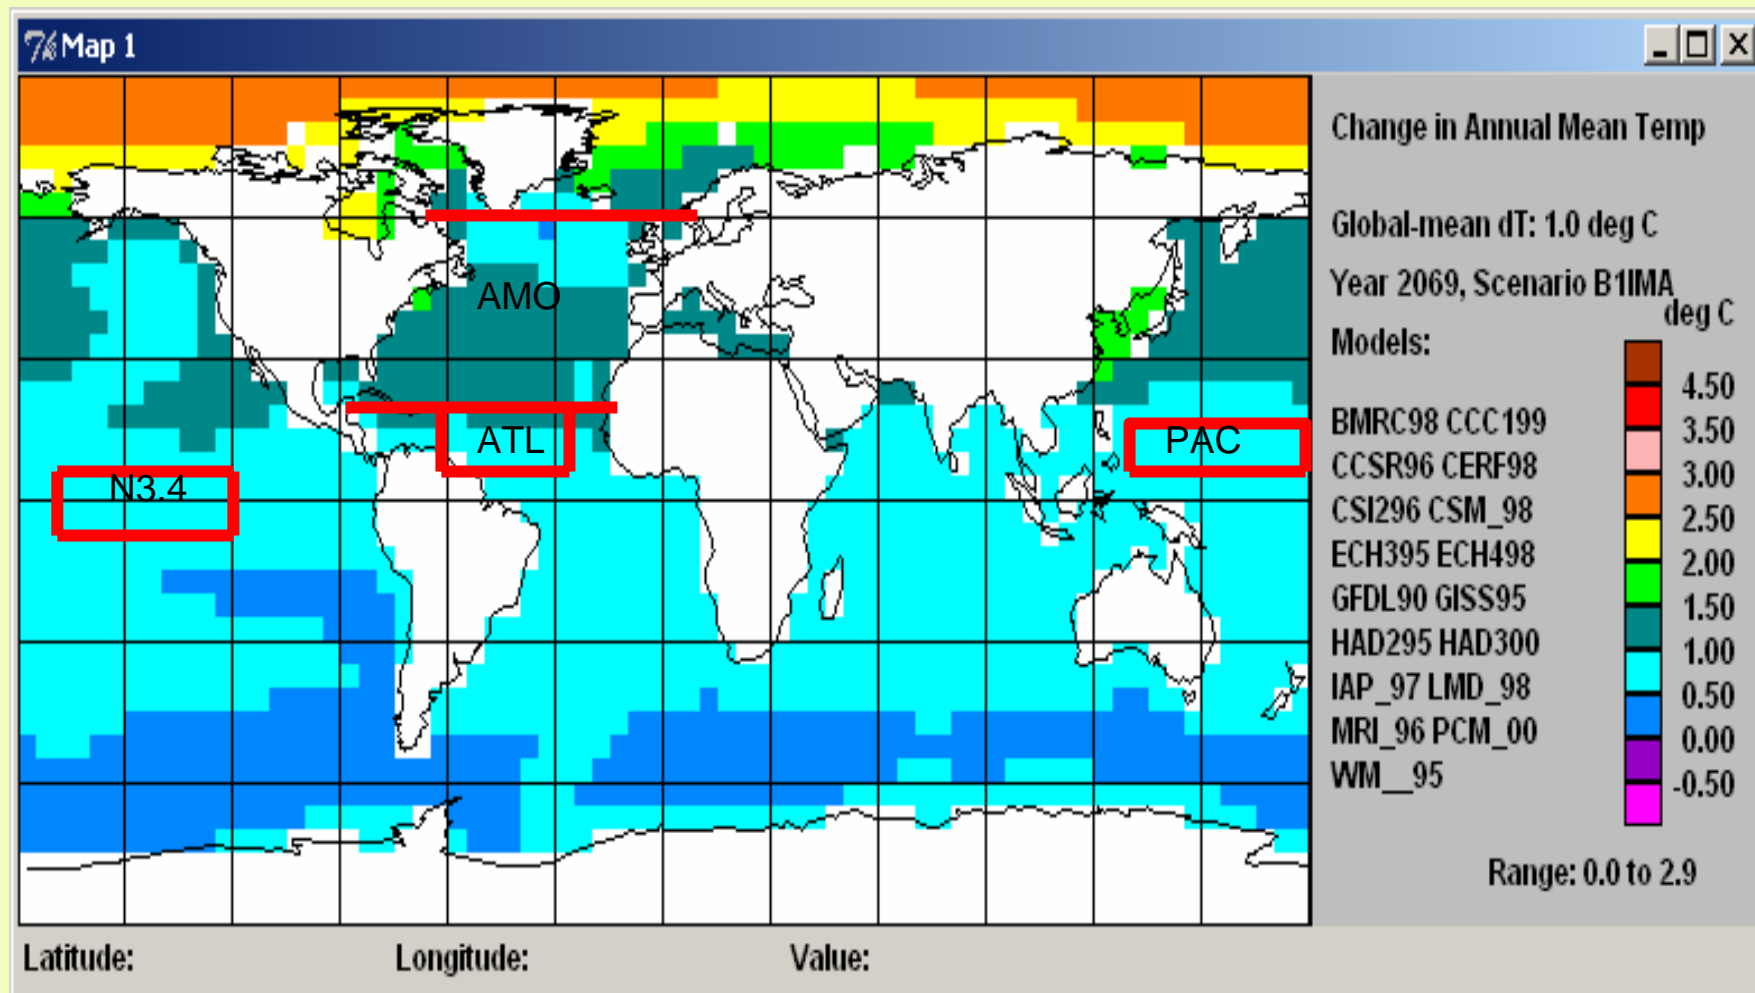 Map 1
Change in Annual Mean Temp
Global-mean dT: 1.0 deg C
Year 2069, Scenario B1IMA
deg C
Models:
BMRC98 CCC199
CCSR96 CERF98
CSI296 CSM_98
ECH395 ECH498
GFDL90 GISS95
HAD295 HAD300
IAP_97 LMD_98
MRI_96 PCM_00
WM__95
4.50
3.50
3.00
2.50
2.00
1.50
1.00
0.50
0.00
-0.50
Range: 0.0 to 2.9
AMO
ATL
PAC
N3.4
Latitude:
Longitude:
Value: